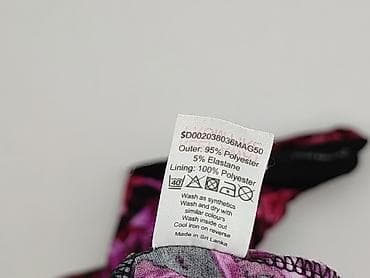 SD002038036MAG50
Outer: 95% Polyester
5% Elastane
Lining: 100% Polyester
40
Wash as synthetics
Wash and dry with
similar colours
Wash inside out
Cool iron on reverse
Made in Sri Lanka